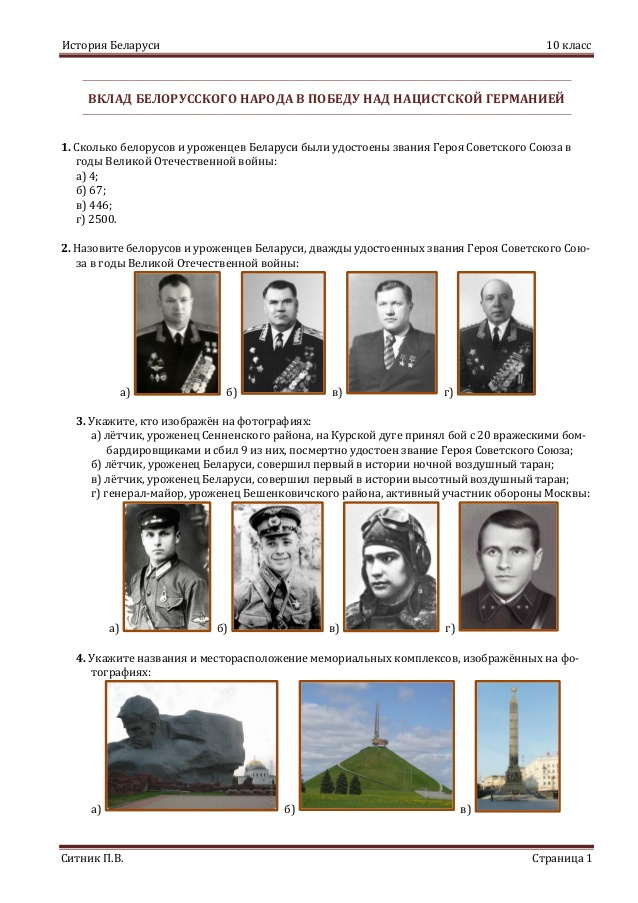 История Беларуси 10 класс
ВКЛАД БЕЛОРУССКОГО НАРОДА В ПОБЕДУ НАД НАЦИСТСКОЙ ГЕРМАНИЕЙ
1. Сколько белорусов и уроженцев Беларуси были удостоены звания Героя Советского Союза в
годы Великой Отечественной войны:
а) 4;
б) 67;
в) 446;
г) 2500.
2. Назовите белорусов и уроженцев Беларуси, дважды удостоенных звания Героя Советского Сою-
за в годы Великой Отечественной войны:
а) б) в) г)
3. Укажите, кто изображён на фотографиях:
а) лётчик, уроженец Сенненского района, на Курской дуге принял бой с 20 вражескими бом-
бардировщиками и сбил 9 из них, посмертно удостоен звание Героя Советского Союза;
б) лётчик, уроженец Беларуси, совершил первый в истории ночной воздушный таран;
в) лётчик, уроженец Беларуси, совершил первый в истории высотный воздушный таран;
г) генерал-майор, уроженец Бешенковичского района, активный участник обороны Москвы:
а) б) в) г)
4. Укажите названия и месторасположение мемориальных комплексов, изображённых на фо-
тографиях:
а) б) в)
Ситник П.В. Страница 1